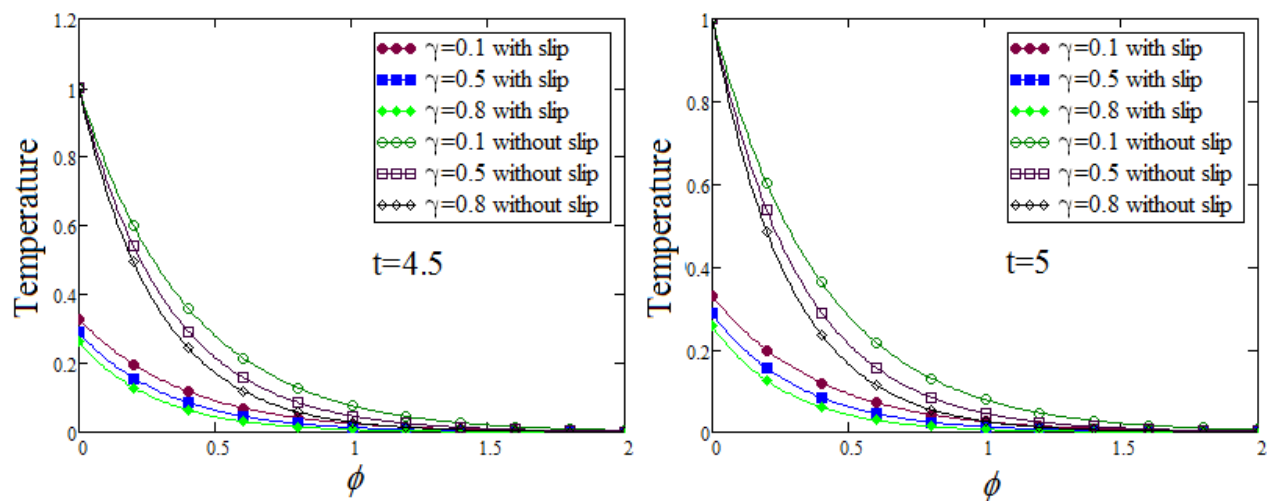 1.2
1
0.8
0.6
0.4
0.2
0
Temperature
γ=0.1 with slip
γ=0.5 with slip
γ=0.8 with slip
γ=0.1 without slip
γ=0.5 without slip
γ=0.8 without slip
t=4.5
0 0.5 1 1.5 2
ϕ
1
0.8
0.6
0.4
0.2
0
Temperature
γ=0.1 with slip
γ=0.5 with slip
γ=0.8 with slip
γ=0.1 without slip
γ=0.5 without slip
γ=0.8 without slip
t=5
0 0.5 1 1.5 2
ϕ